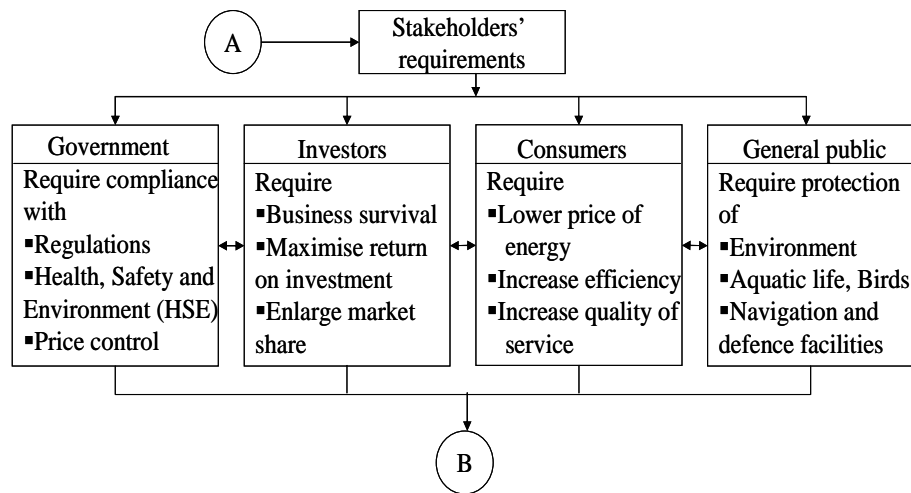 A
Stakeholders'
requirements
Government
Require compliance
with
▪Regulations
▪Health, Safety and
Environment (HSE)
▪Price control
Investors
Require
▪Business survival
▪Maximise return
on investment
▪Enlarge market
share
Consumers
Require
▪Lower price of
energy
▪Increase efficiency
▪Increase quality of
service
General public
Require protection
of
▪Environment
▪Aquatic life, Birds
▪Navigation and
defence facilities
B